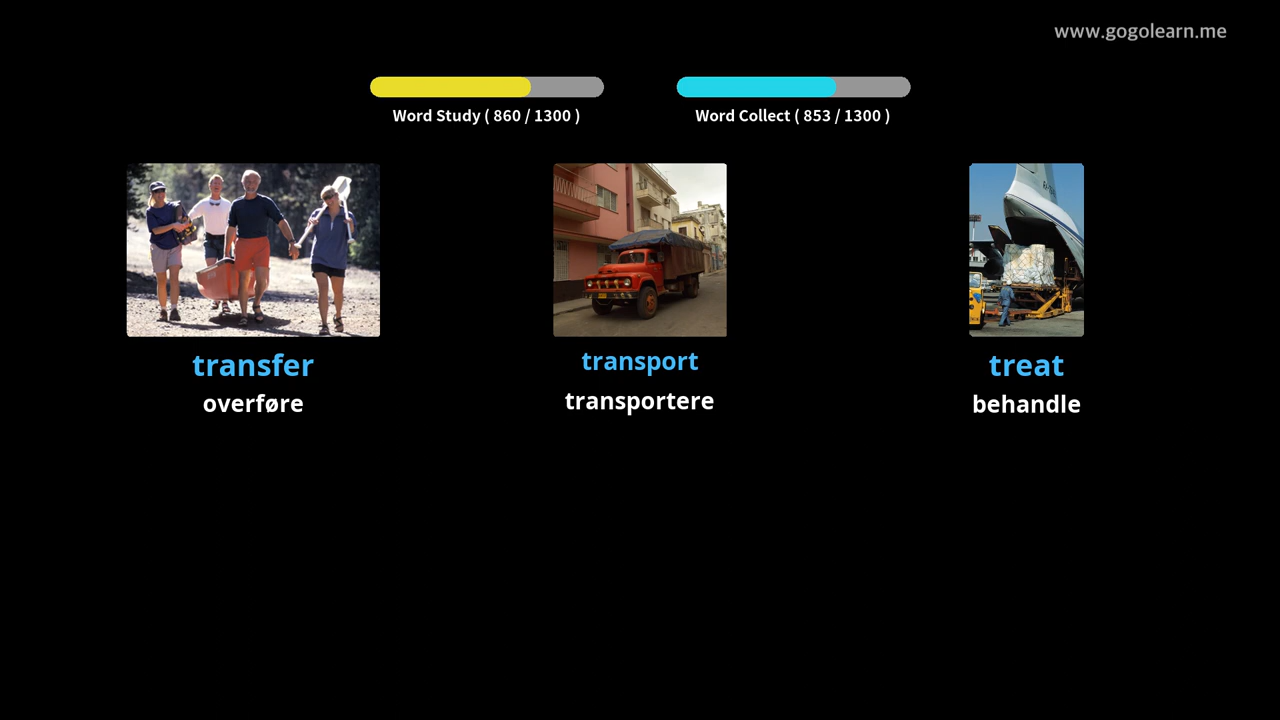 www.gogolearn.me
Word Study ( 860 / 1300 )
Word Collect ( 853 / 1300 )
transfer
overføre
transport
transportere
treat
behandle